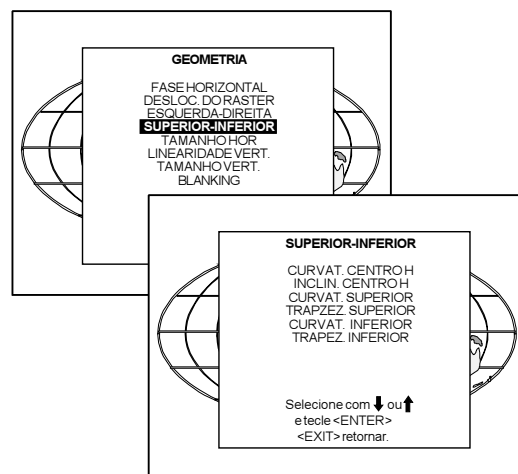 GEOMETRIA
FASE HORIZONTAL
DESLOC. DO RASTER
ESQUERDA-DIREITA
SUPERIOR-INFERIOR
TAMANHO HOR
LINEARIDADE VERT.
TAMANHO VERT.
BLANKING
SUPERIOR-INFERIOR
CURVAT. CENTRO H
INCLIN. CENTRO H
CURVAT. SUPERIOR
TRAPZEZ. SUPERIOR
CURVAT. INFERIOR
TRAPEZ. INFERIOR
Selecione com ⬇ ou ⬆
e tecle <ENTER>
<EXIT> retornar.